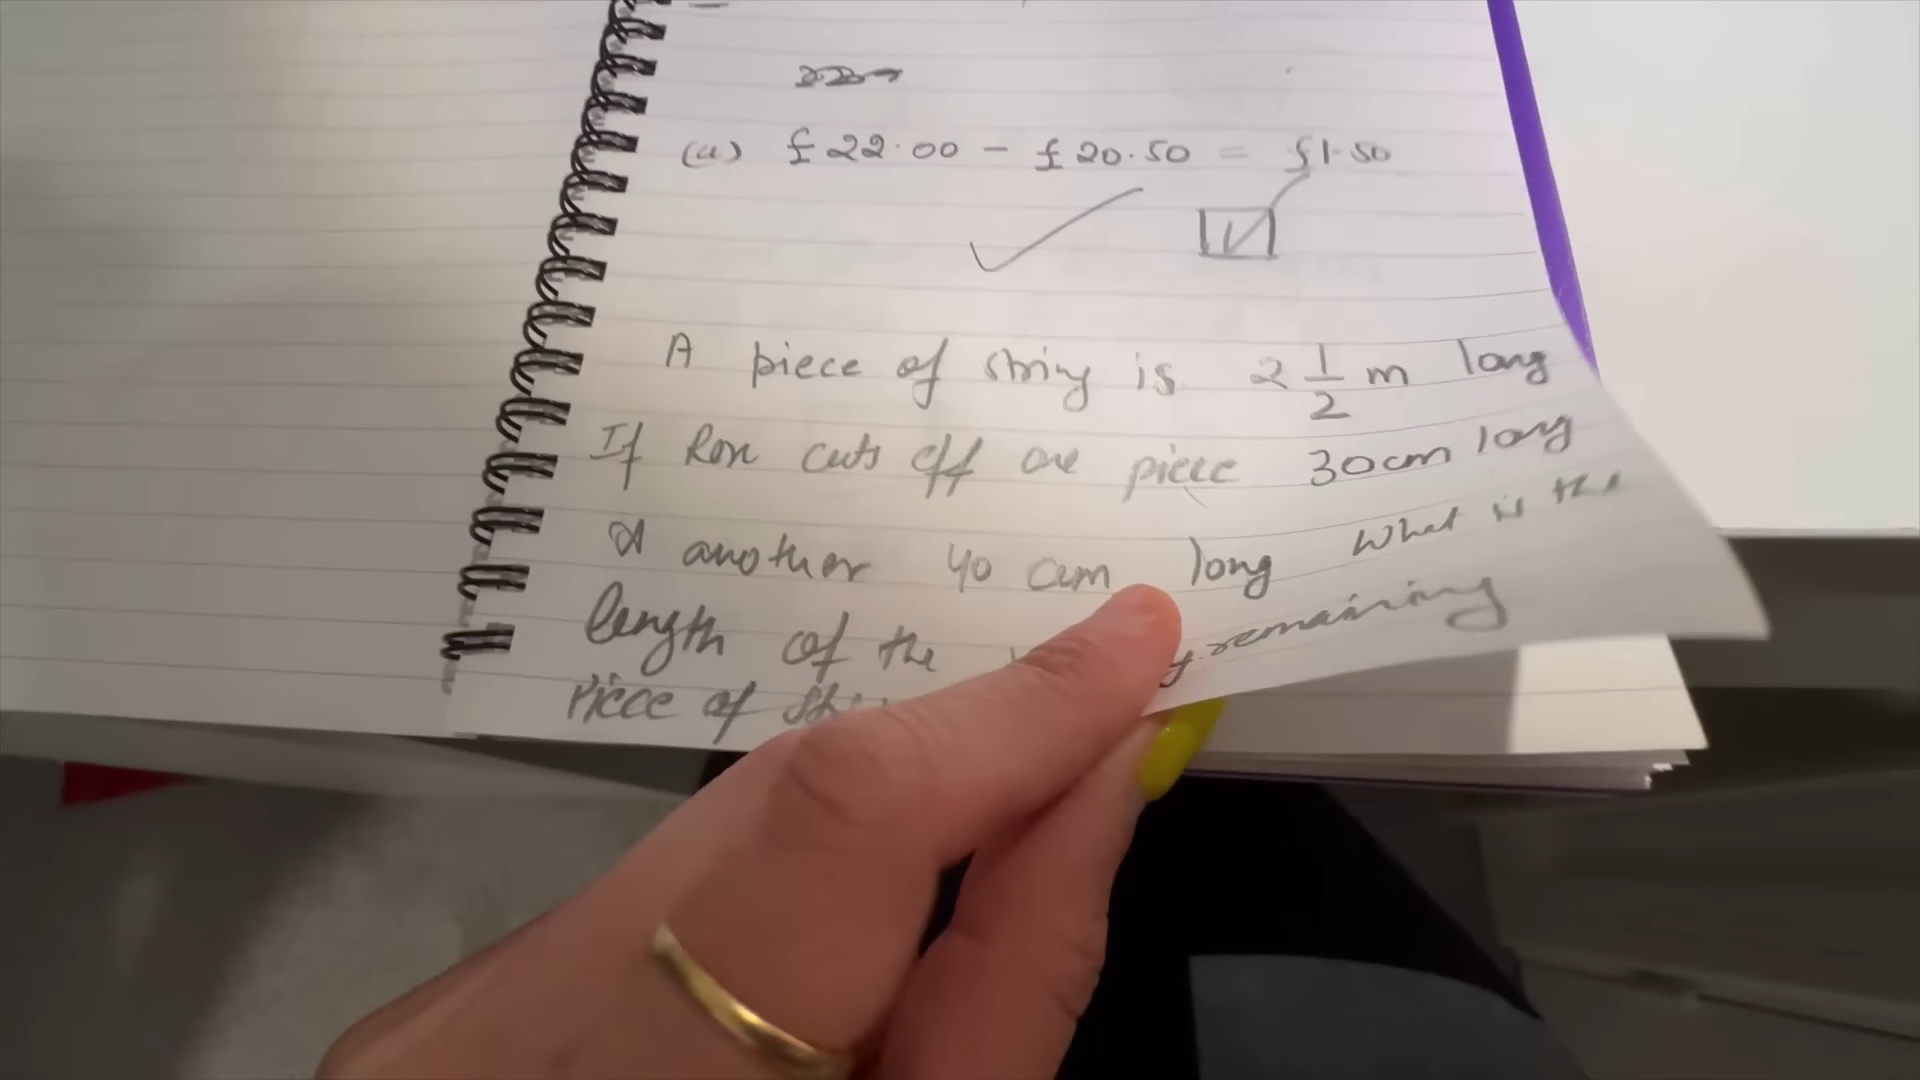 (a) £22.00 - £20.50 = £1.50
A piece of string is 2 1/2 m long
If Ron cuts off one piece 30cm long
& another 40 cm long What is the
length of the remaining
Piece of